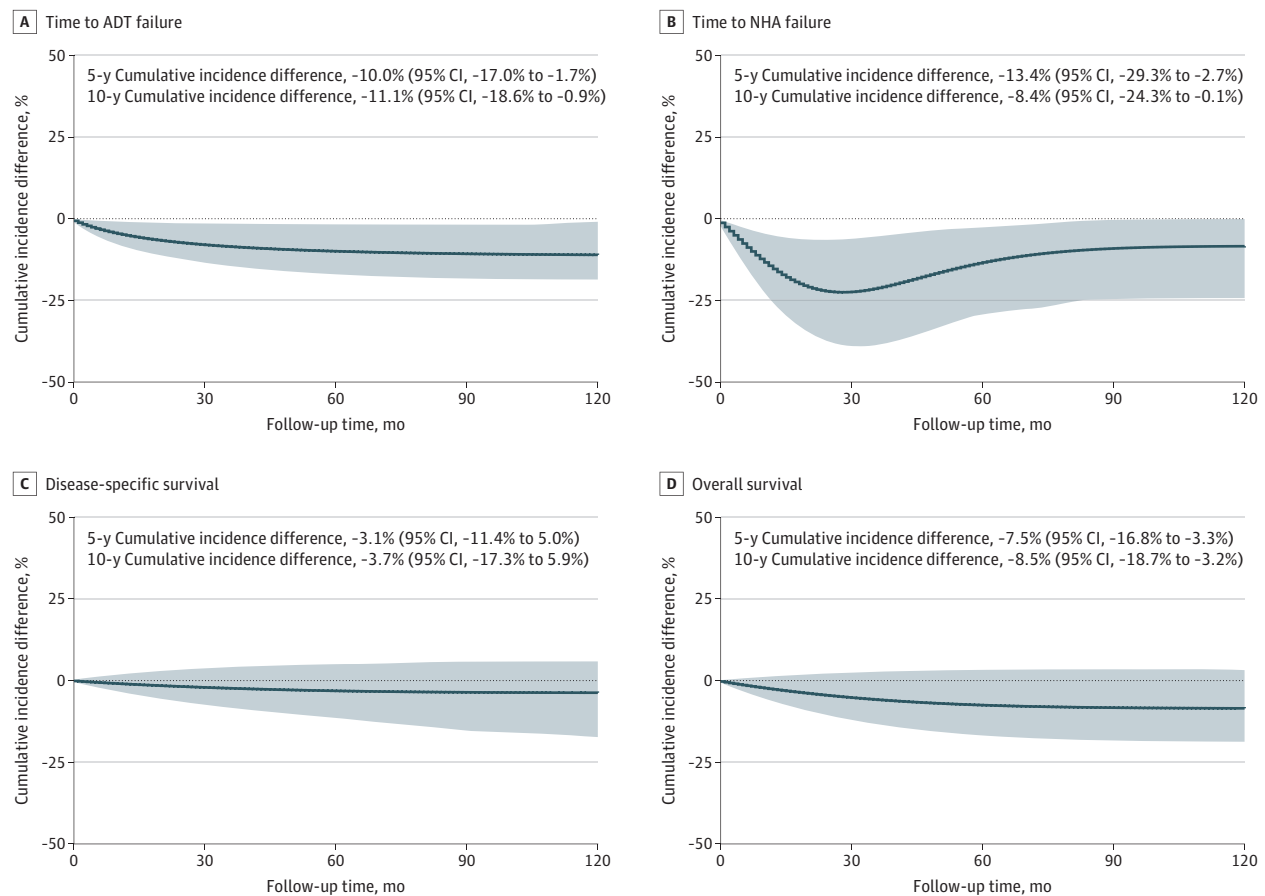 A Time to ADT failure
50
25
0
-25
-50
Cumulative incidence difference, %
5-y Cumulative incidence difference, -10.0% (95% CI, -17.0% to -1.7%)
10-y Cumulative incidence difference, -11.1% (95% CI, -18.6% to -0.9%)
0 30 60 90 120
Follow-up time, mo
B Time to NHA failure
50
25
0
-25
-50
Cumulative incidence difference, %
5-y Cumulative incidence difference, -13.4% (95% CI, -29.3% to -2.7%)
10-y Cumulative incidence difference, -8.4% (95% CI, -24.3% to -0.1%)
0 30 60 90 120
Follow-up time, mo
C Disease-specific survival
50
25
0
-25
-50
Cumulative incidence difference, %
5-y Cumulative incidence difference, -3.1% (95% CI, -11.4% to 5.0%)
10-y Cumulative incidence difference, -3.7% (95% CI, -17.3% to 5.9%)
0 30 60 90 120
Follow-up time, mo
D Overall survival
50
25
0
-25
-50
Cumulative incidence difference, %
5-y Cumulative incidence difference, -7.5% (95% CI, -16.8% to -3.3%)
10-y Cumulative incidence difference, -8.5% (95% CI, -18.7% to -3.2%)
0 30 60 90 120
Follow-up time, mo